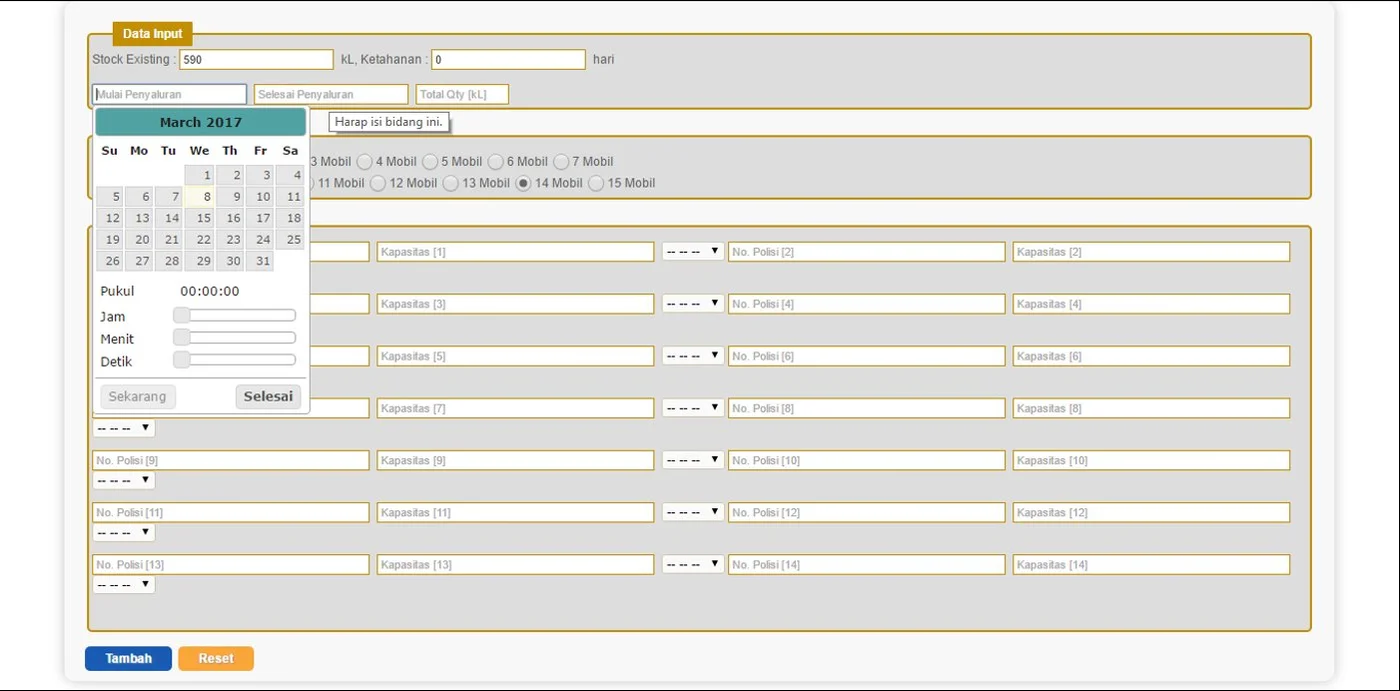 Data Input
Stock Existing : 590 kL, Ketahanan : 0 hari
Mulai Penyaluran Selesai Penyaluran Total Qty [kL]
Harap isi bidang ini.
March 2017
Su Mo Tu We Th Fr Sa
1 2 3 4
5 6 7 8 9 10 11
12 13 14 15 16 17 18
19 20 21 22 23 24 25
26 27 28 29 30 31
Pukul 00:00:00
Jam
Menit
Detik
Sekarang Selesai
3 Mobil 4 Mobil 5 Mobil 6 Mobil 7 Mobil
11 Mobil 12 Mobil 13 Mobil 14 Mobil 15 Mobil
Kapasitas [1] -- -- -- No. Polisi [2] Kapasitas [2]
Kapasitas [3] -- -- -- No. Polisi [4] Kapasitas [4]
Kapasitas [5] -- -- -- No. Polisi [6] Kapasitas [6]
Kapasitas [7] -- -- -- No. Polisi [8] Kapasitas [8]
-- -- --
No. Polisi [9] Kapasitas [9] -- -- -- No. Polisi [10] Kapasitas [10]
-- -- --
No. Polisi [11] Kapasitas [11] -- -- -- No. Polisi [12] Kapasitas [12]
-- -- --
No. Polisi [13] Kapasitas [13] -- -- -- No. Polisi [14] Kapasitas [14]
-- -- --
Tambah Reset